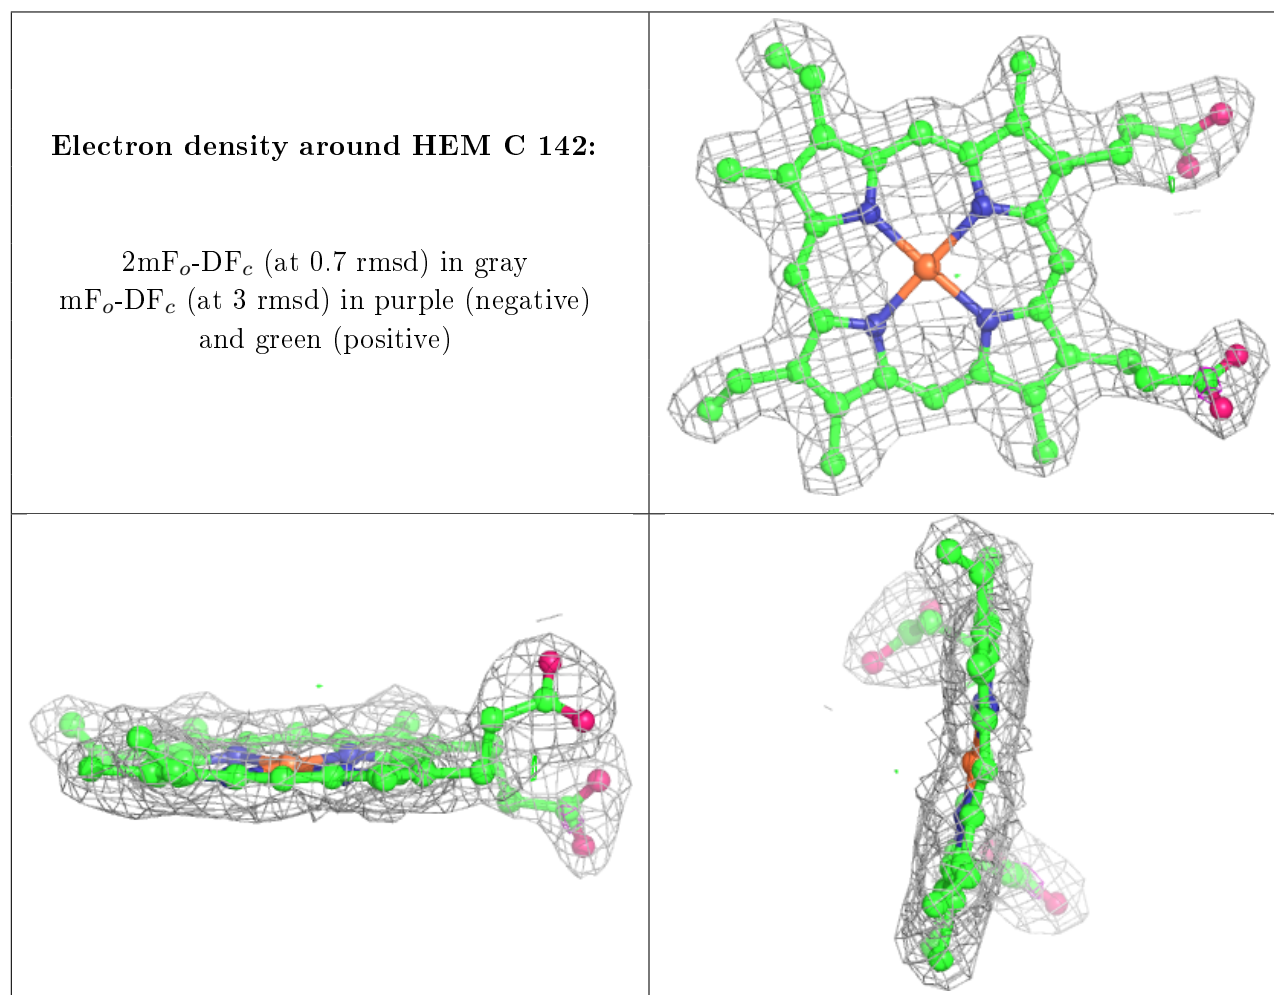 Electron density around HEM C 142:
2mFo-DFc (at 0.7 rmsd) in gray
mFo-DFc (at 3 rmsd) in purple (negative)
and green (positive)